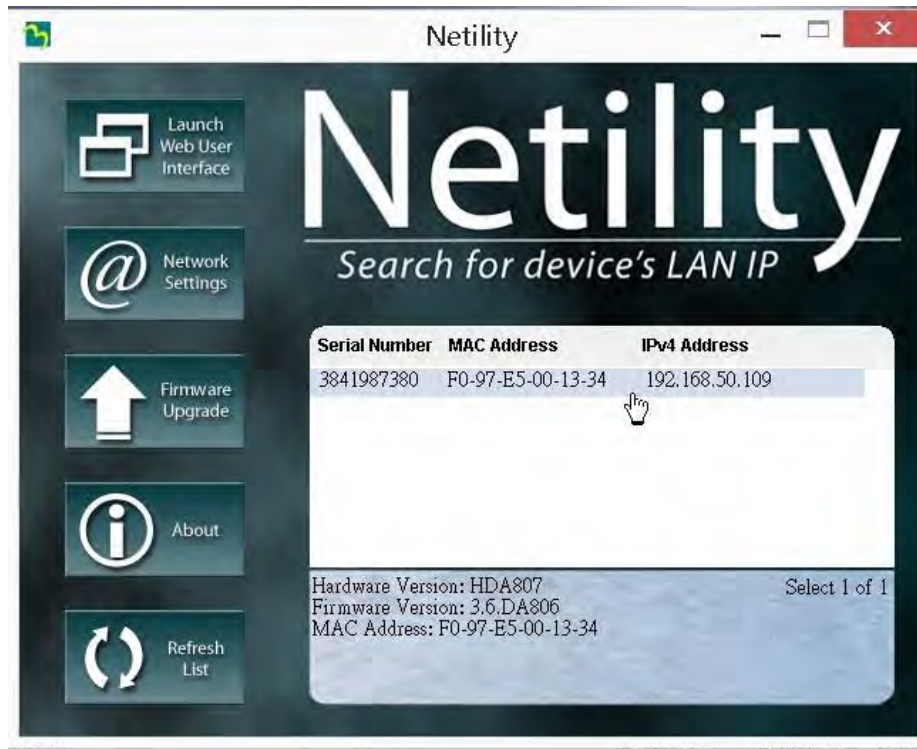 Netility
Launch
Web User
Interface
Network
Settings
Firmware
Upgrade
About
Refresh
List
Netility
Search for device's LAN IP
Serial Number MAC Address IPv4 Address
3841987380 F0-97-E5-00-13-34 192.168.50.109
Hardware Version: HDA807 Select 1 of 1
Firmware Version: 3.6.DA806
MAC Address: F0-97-E5-00-13-34